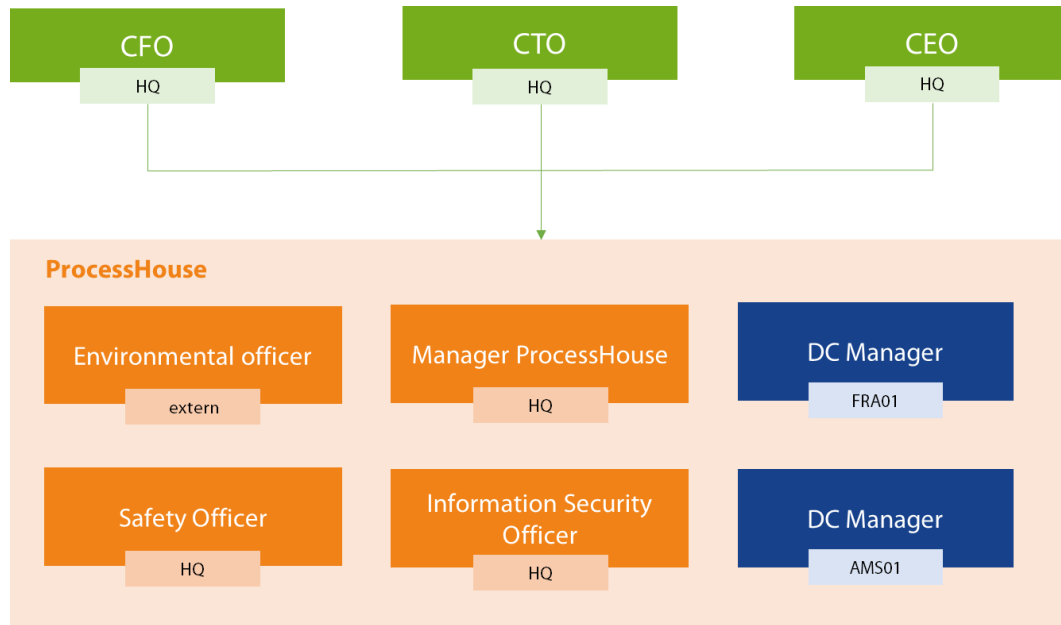 CFO
HQ
CTO
HQ
CEO
HQ
ProcessHouse
Environmental officer
extern
Manager ProcessHouse
HQ
DC Manager
FRA01
Safety Officer
HQ
Information Security
Officer
HQ
DC Manager
AMS01